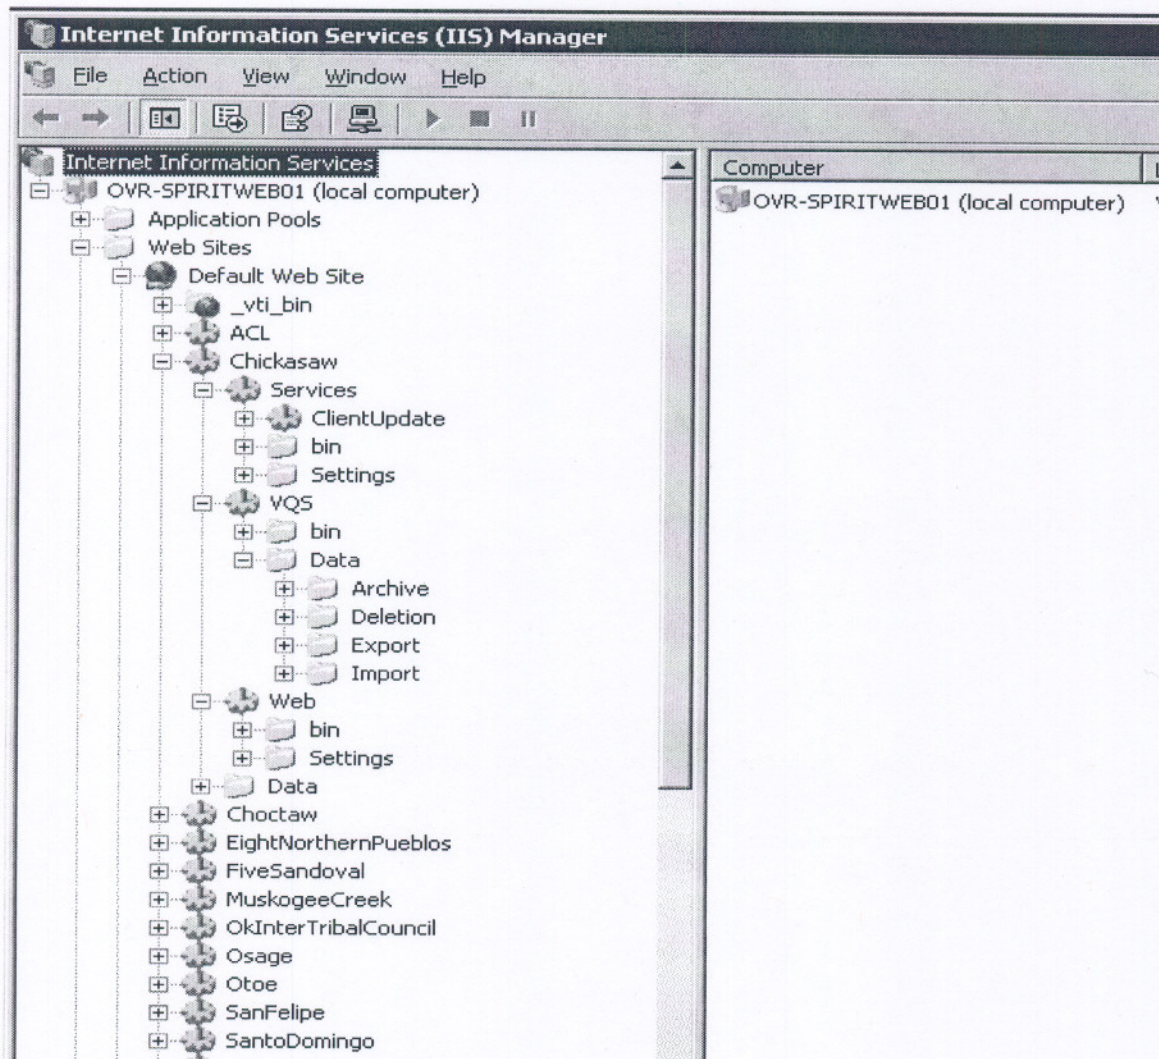 Internet Information Services (IIS) Manager
File Action View Window Help
Internet Information Services
OVR-SPIRITWEB01 (local computer)
Application Pools
Web Sites
Default Web Site
_vti_bin
ACL
Chickasaw
Services
ClientUpdate
bin
Settings
VQS
bin
Data
Archive
Deletion
Export
Import
Web
bin
Settings
Data
Choctaw
EightNorthernPueblos
FiveSandoval
MuskogeeCreek
OkInterTribalCouncil
Osage
Otoe
SanFelipe
SantoDomingo
Computer
OVR-SPIRITWEB01 (local computer)